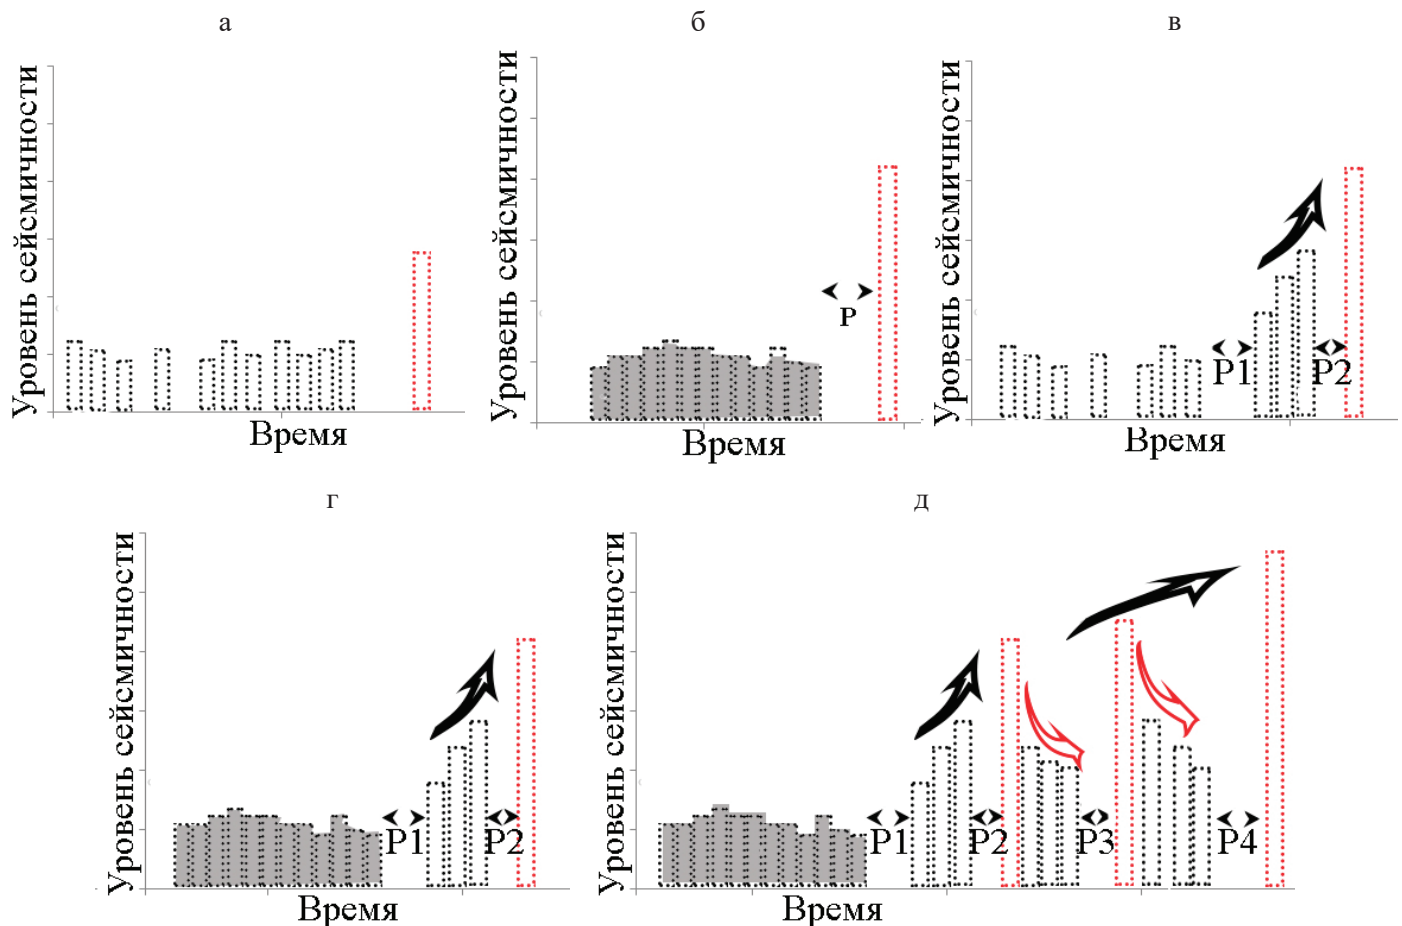 а
б
в
Уровень сейсмичности
Время
Уровень сейсмичности
P
Время
Уровень сейсмичности
P1
P2
Время
г
д
Уровень сейсмичности
P1
P2
Время
Уровень сейсмичности
P1
P2
P3
P4
Время